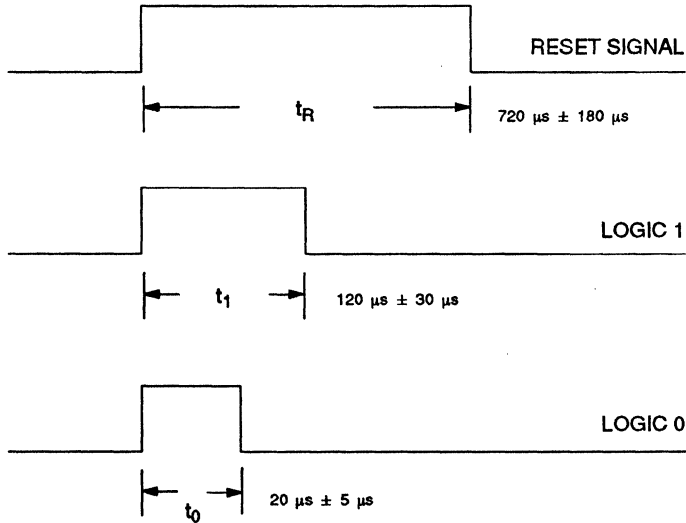 RESET SIGNAL
tR
720 µs ± 180 µs
LOGIC 1
t1
120 µs ± 30 µs
LOGIC 0
t0
20 µs ± 5 µs